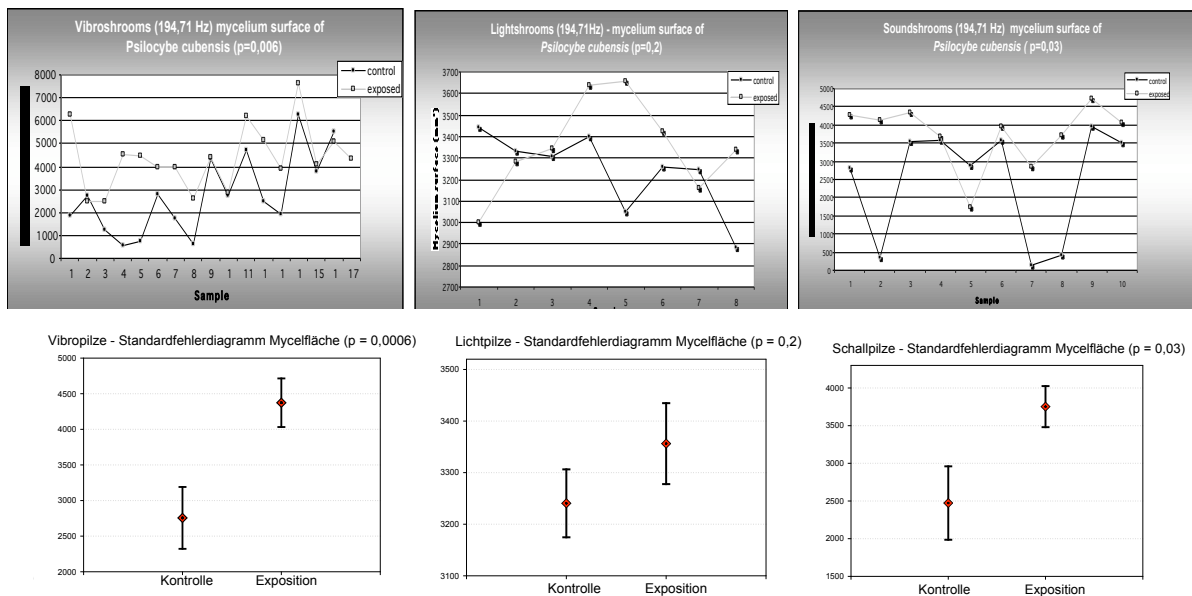 Vibroshrooms (194,71 Hz) mycelium surface of
Psilocybe cubensis (p=0,006)
control
exposed
8000
7000
6000
5000
4000
3000
2000
1000
0
1 2 3 4 5 6 7 8 9 1 11 1 1 1 15 1 17
Sample
Lightshrooms (194,71Hz) - mycelium surface of
Psilocybe cubensis (p=0,2)
control
exposed
3700
3600
3500
3400
3300
3200
3100
3000
2900
2800
2700
1 2 3 4 5 6 7 8
Soundshrooms (194,71 Hz) mycelium surface of
Psilocybe cubensis ( p=0,03)
control
exposed
5000
4500
4000
3500
3000
2500
2000
1500
1000
500
0
1 2 3 4 5 6 7 8 9 10
Sample
Vibropilze - Standardfehlerdiagramm Mycelfläche (p = 0,0006)
5000
4500
4000
3500
3000
2500
2000
Kontrolle Exposition
Lichtpilze - Standardfehlerdiagramm Mycelfläche (p = 0,2)
3500
3400
3300
3200
3100
Kontrolle Exposition
Schallpilze - Standardfehlerdiagramm Mycelfläche (p = 0,03)
4000
3500
3000
2500
2000
1500
Kontrolle Exposition